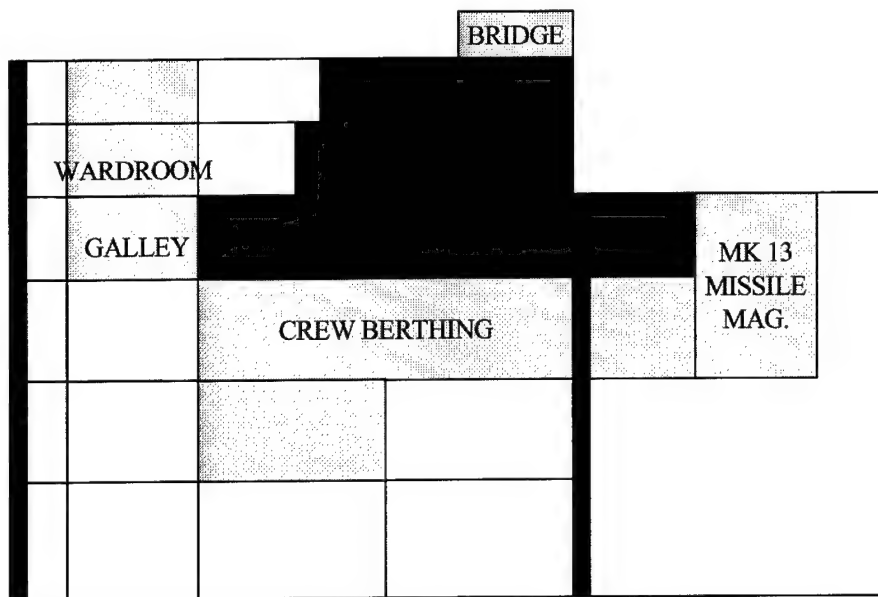 BRIDGE
WARDROOM
GALLEY
MK 13
MISSILE
MAG.
CREW BERTHING